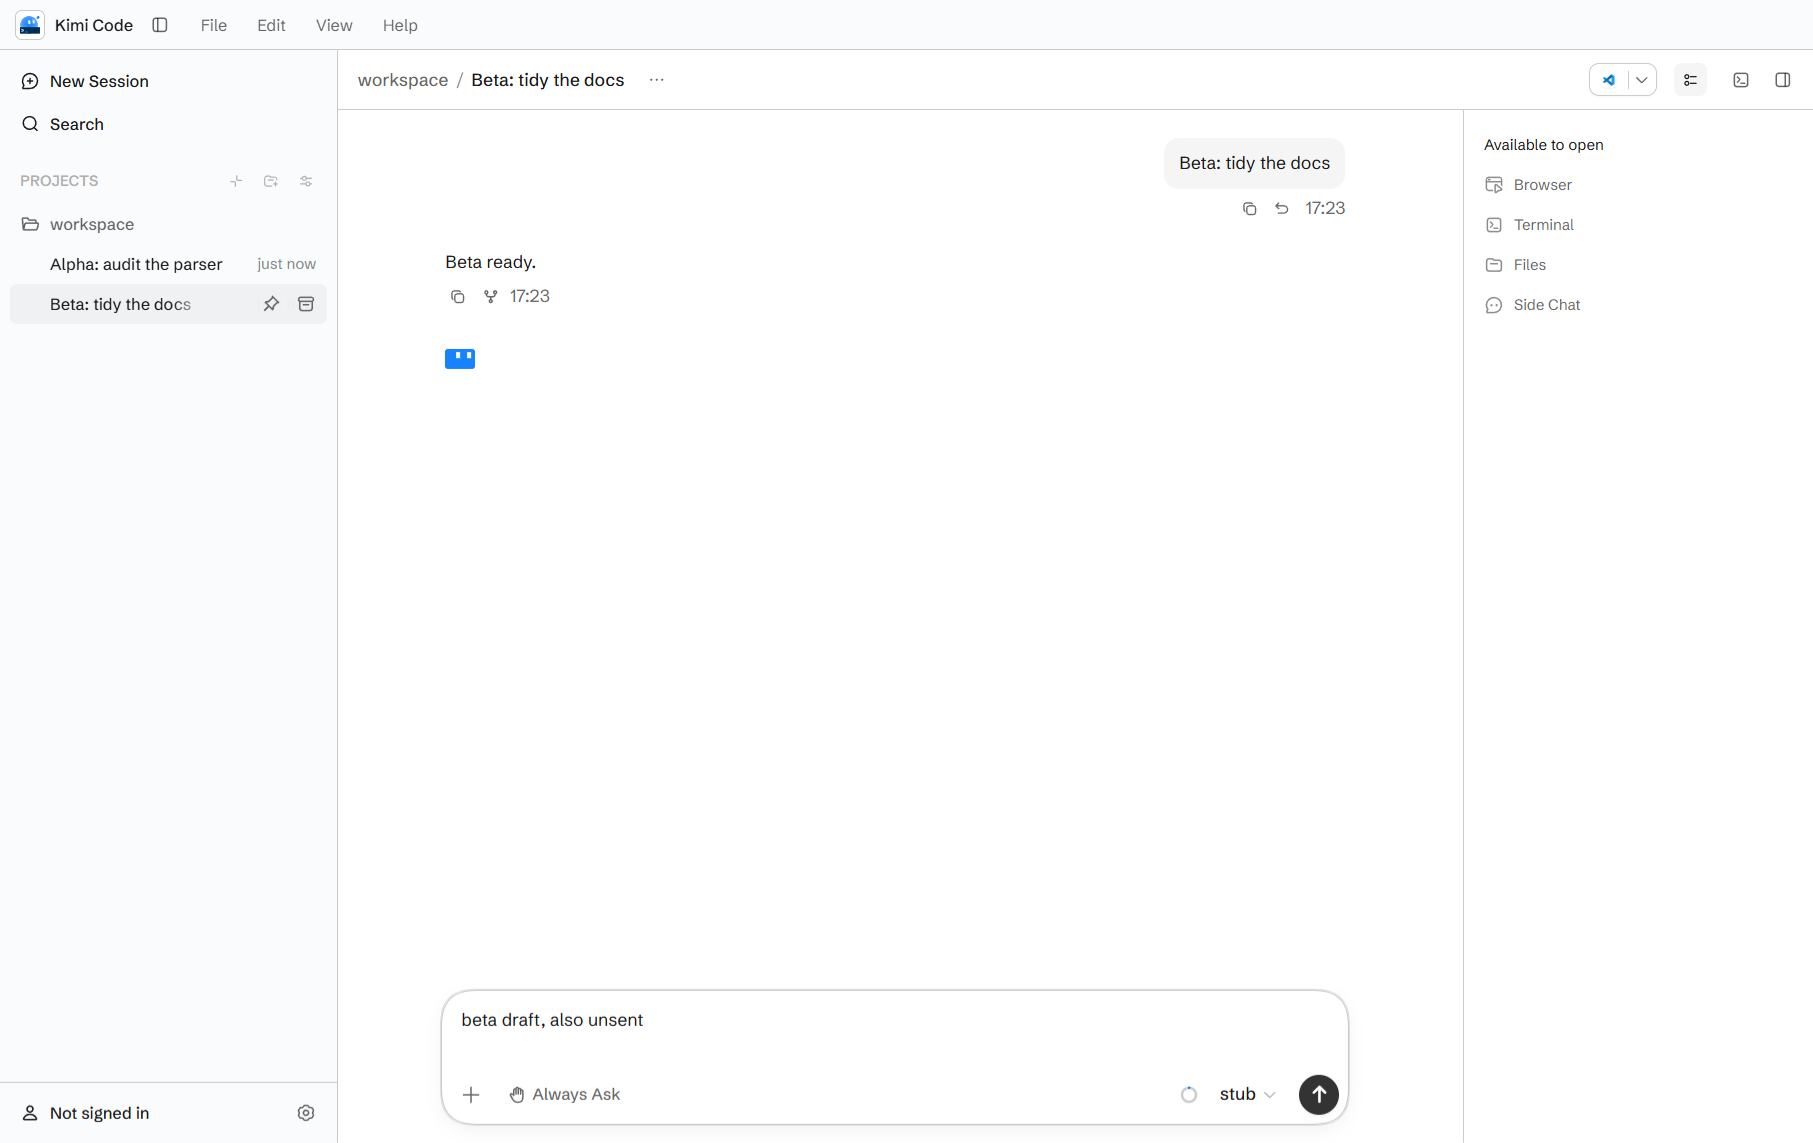 Kimi Code File Edit View Help
New Session
Search
PROJECTS
workspace
Alpha: audit the parser just now
Beta: tidy the docs
Not signed in
workspace / Beta: tidy the docs ...
Beta: tidy the docs
17:23
Beta ready.
17:23
beta draft, also unsent
Always Ask stub
Available to open
Browser
Terminal
Files
Side Chat